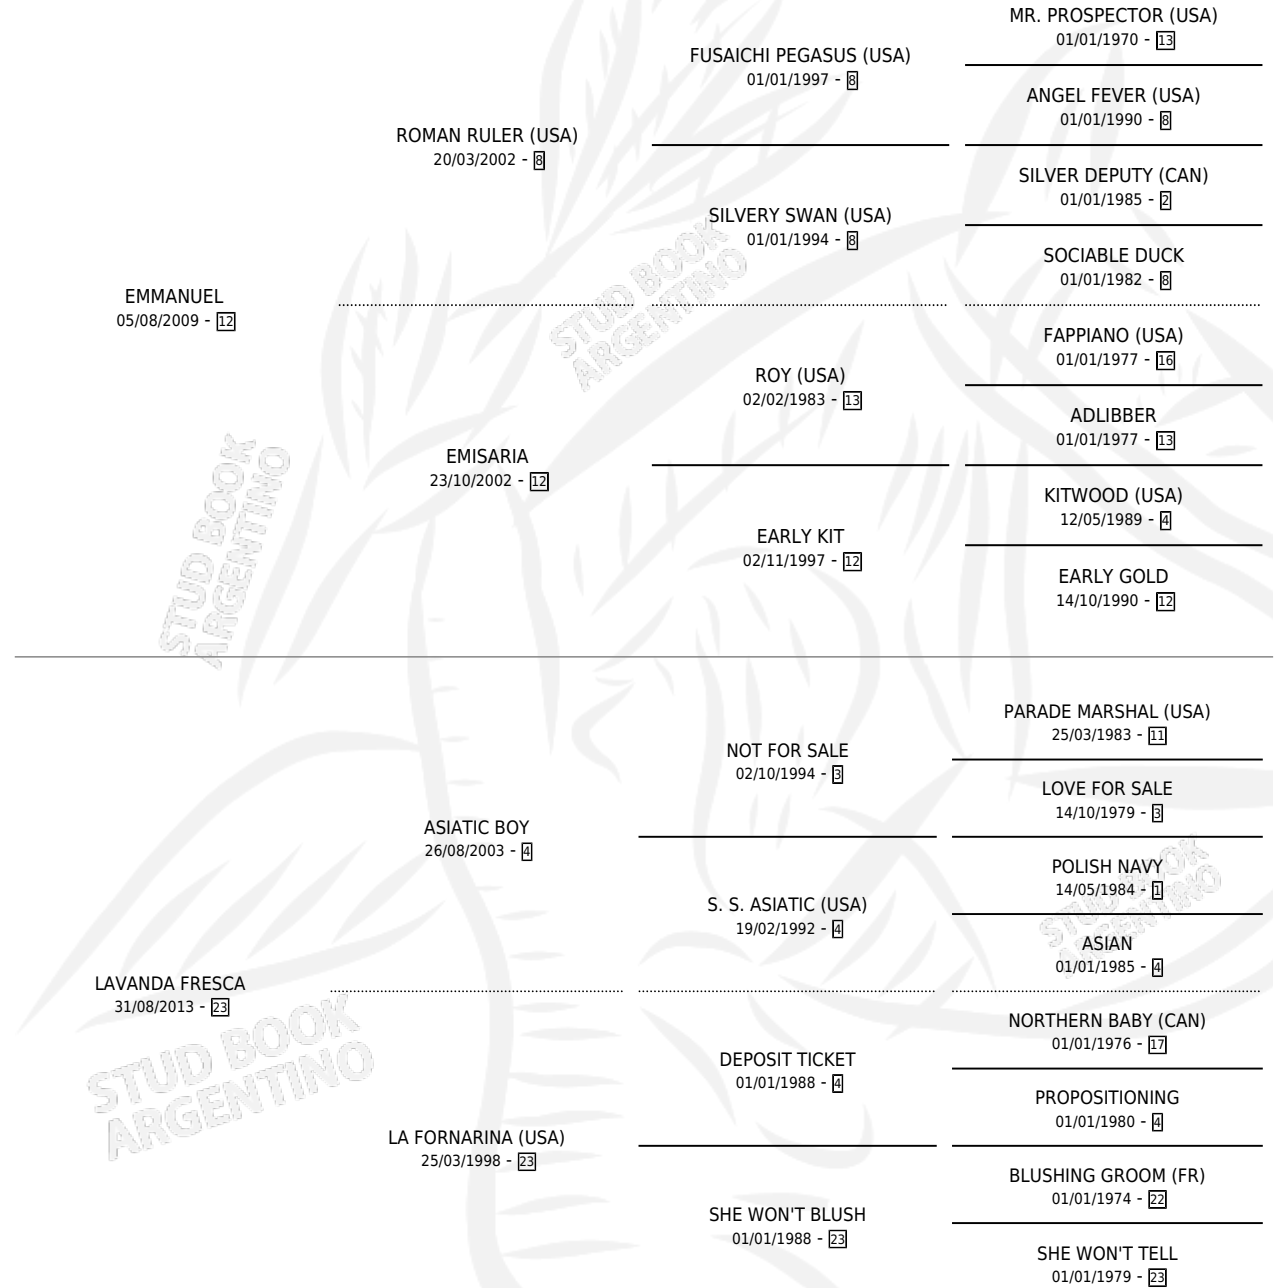 MR. PROSPECTOR (USA)
01/01/1970 - 13
FUSAICHI PEGASUS (USA)
01/01/1997 - 8
ANGEL FEVER (USA)
01/01/1990 - 8
ROMAN RULER (USA)
20/03/2002 - 8
SILVER DEPUTY (CAN)
01/01/1985 - 2
SILVERY SWAN (USA)
01/01/1994 - 8
SOCIABLE DUCK
01/01/1982 - 8
EMMANUEL
05/08/2009 - 12
FAPPIANO (USA)
01/01/1977 - 16
ROY (USA)
02/02/1983 - 13
ADLIBBER
01/01/1977 - 13
EMISARIA
23/10/2002 - 12
KITWOOD (USA)
12/05/1989 - 4
EARLY KIT
02/11/1997 - 12
EARLY GOLD
14/10/1990 - 12
STUD BOOK
ARGENTINO
STUD BOOK
ARGENTINO
PARADE MARSHAL (USA)
25/03/1983 - 11
NOT FOR SALE
02/10/1994 - 3
LOVE FOR SALE
14/10/1979 - 3
ASIATIC BOY
26/08/2003 - 4
POLISH NAVY
14/05/1984 - 1
S. S. ASIATIC (USA)
19/02/1992 - 4
ASIAN
01/01/1985 - 4
LAVANDA FRESCA
31/08/2013 - 23
NORTHERN BABY (CAN)
01/01/1976 - 17
DEPOSIT TICKET
01/01/1988 - 4
PROPOSITIONING
01/01/1980 - 4
LA FORNARINA (USA)
25/03/1998 - 23
BLUSHING GROOM (FR)
01/01/1974 - 22
SHE WON'T BLUSH
01/01/1988 - 23
SHE WON'T TELL
01/01/1979 - 23
STUD BOOK
ARGENTINO
STUD BOOK
ARGENTINO